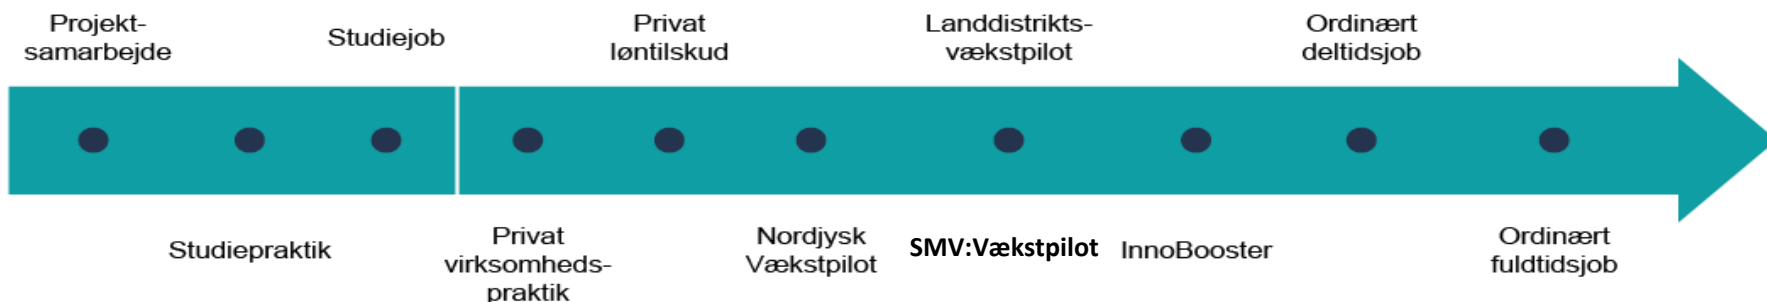 Projekt-
samarbejde
Studiejob
Privat
løntilskud
Landdistrikts-
vækstpilot
Ordinært
deltidsjob
Studiepraktik
Privat
virksomheds-
praktik
Nordjysk
Vækstpilot
SMV:Vækstpilot
InnoBooster
Ordinært
fuldtidsjob